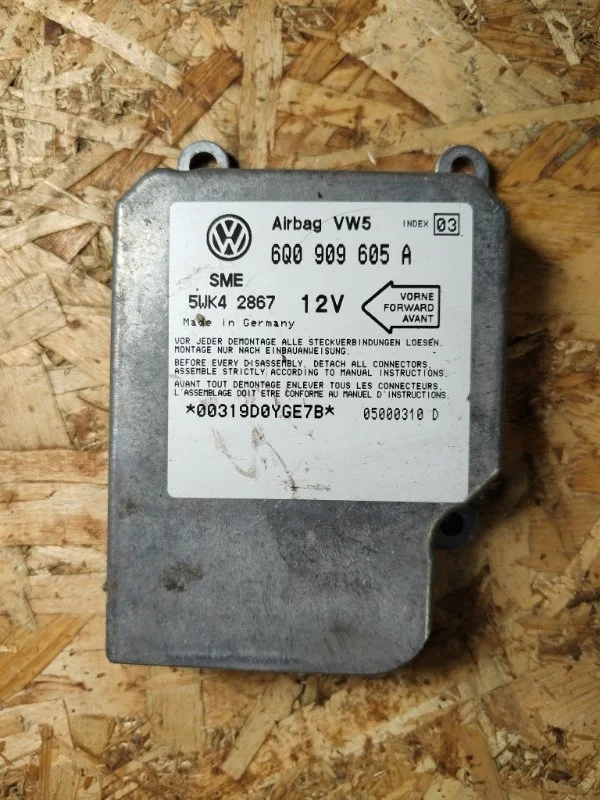 Airbag VW5 INDEX 03
6Q0 909 605 A
SME
5WK4 2867 12V
VORNE
FORWARD
AVANT
Made in Germany
VOR JEDER DEMONTAGE ALLE STECKVERBINDUNGEN LOESEN.
MONTAGE NUR NACH EINBAUANWEISUNG.
BEFORE EVERY DISASSEMBLY, DETACH ALL CONNECTORS.
ASSEMBLE STRICTLY ACCORDING TO MANUAL INSTRUCTIONS.
AVANT TOUT DEMONTAGE ENLEVER TOUS LES CONNECTEURS.
L'ASSEMBLAGE DOIT ETRE CONFORME AU MANUEL D'INSTRUCTIONS.
*00319D0YGE7B* 05000310 D